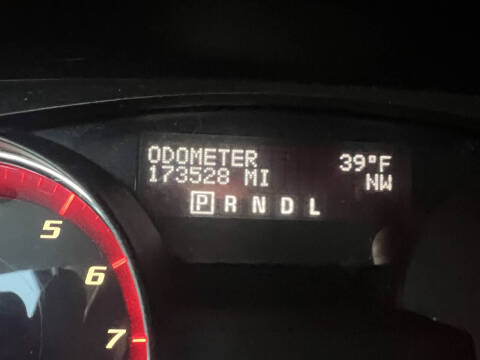 ODOMETER 39°F
173528 MI NW
P R N D L
5
6
7